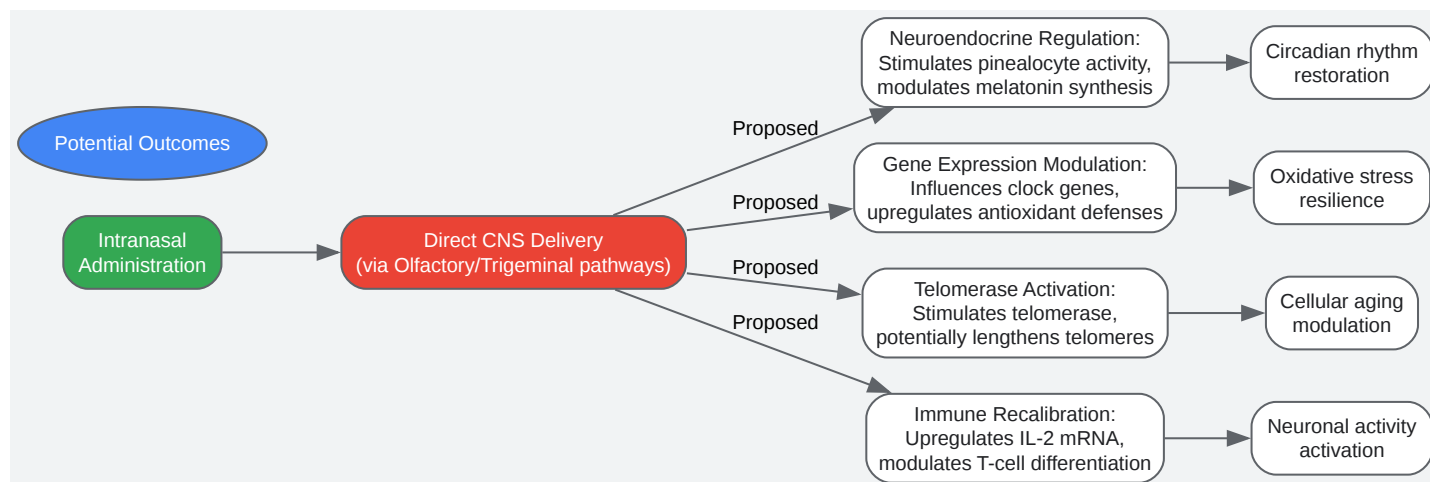 Potential Outcomes
Intranasal
Administration
Direct CNS Delivery
(via Olfactory/Trigeminal pathways)
Proposed
Proposed
Proposed
Proposed
Neuroendocrine Regulation:
Stimulates pinealocyte activity,
modulates melatonin synthesis
Circadian rhythm
restoration
Gene Expression Modulation:
Influences clock genes,
upregulates antioxidant defenses
Oxidative stress
resilience
Telomerase Activation:
Stimulates telomerase,
potentially lengthens telomeres
Cellular aging
modulation
Immune Recalibration:
Upregulates IL-2 mRNA,
modulates T-cell differentiation
Neuronal activity
activation